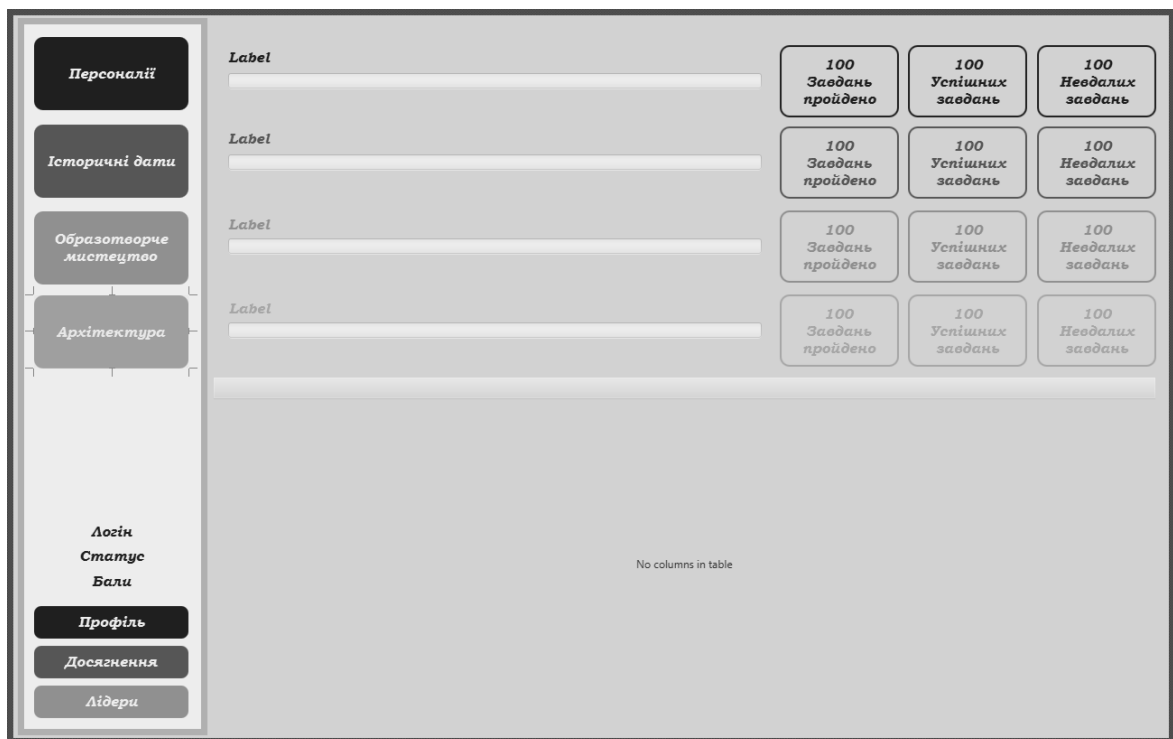 Персоналії
Історичні дати
Образотворче
мистецтво
Архітектура
Логін
Статус
Бали
Профіль
Досягнення
Лідери
Label
100
Завдань
пройдено
100
Успішних
завдань
100
Невдалих
завдань
Label
100
Завдань
пройдено
100
Успішних
завдань
100
Невдалих
завдань
Label
100
Завдань
пройдено
100
Успішних
завдань
100
Невдалих
завдань
Label
100
Завдань
пройдено
100
Успішних
завдань
100
Невдалих
завдань
No columns in table